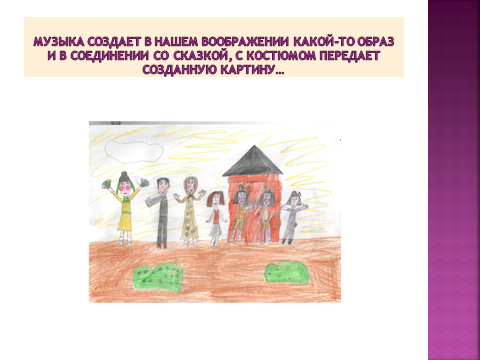 МУЗЫКА СОЗДАЕТ В НАШЕМ ВООБРАЖЕНИИ КАКОЙ-ТО ОБРАЗ
И В СОЕДИНЕНИИ СО СКАЗКОЙ, С КОСТЮМОМ ПЕРЕДАЕТ
СОЗДАННУЮ КАРТИНУ…